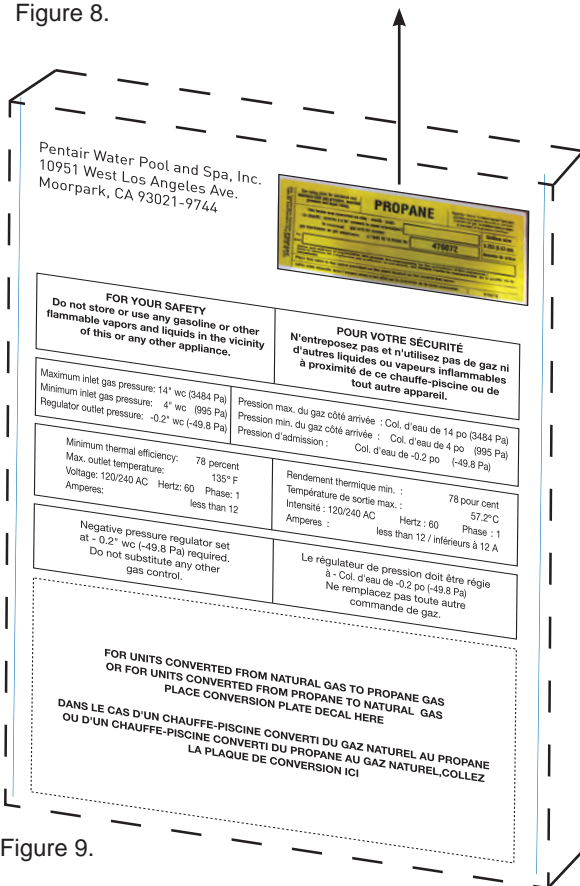 Figure 8.
Pentair Water Pool and Spa, Inc.
10951 West Los Angeles Ave.
Moorpark, CA 93021-9744
PROPANE
476072
FOR YOUR SAFETY
Do not store or use any gasoline or other
flammable vapors and liquids in the vicinity
of this or any other appliance.
POUR VOTRE SÉCURITÉ
N'entreposez pas et n'utilisez pas de gaz ni
d'autres liquides ou vapeurs inflammables
à proximité de ce chauffe-piscine ou de
tout autre appareil.
Maximum inlet gas pressure: 14" wc (3484 Pa)
Minimum inlet gas pressure: 4" wc (995 Pa)
Regulator outlet pressure: -0.2" wc (-49.8 Pa)
Pression max. du gaz côté arrivée : Col. d'eau de 14 po (3484 Pa)
Pression min. du gaz côté arrivée : Col. d'eau de 4 po (995 Pa)
Pression d'admission : Col. d'eau de -0.2 po (-49.8 Pa)
Minimum thermal efficiency: 78 percent
Max. outlet temperature: 135° F
Voltage: 120/240 AC Hertz: 60 Phase: 1
Amperes: less than 12
Rendement thermique min. : 78 pour cent
Température de sortie max. : 57.2°C
Intensité : 120/240 AC Hertz : 60 Phase : 1
Amperes : less than 12 / inférieurs à 12 A
Negative pressure regulator set
at - 0.2" wc (-49.8 Pa) required.
Do not substitute any other
gas control.
Le régulateur de pression doit être régie
à - Col. d'eau de -0.2 po (-49.8 Pa)
Ne remplacez pas toute autre
commande de gaz.
FOR UNITS CONVERTED FROM NATURAL GAS TO PROPANE GAS
OR FOR UNITS CONVERTED FROM PROPANE TO NATURAL GAS
PLACE CONVERSION PLATE DECAL HERE
DANS LE CAS D'UN CHAUFFE-PISCINE CONVERTI DU GAZ NATUREL AU PROPANE
OU D'UN CHAUFFE-PISCINE CONVERTI DU PROPANE AU GAZ NATUREL,COLLEZ
LA PLAQUE DE CONVERSION ICI
Figure 9.